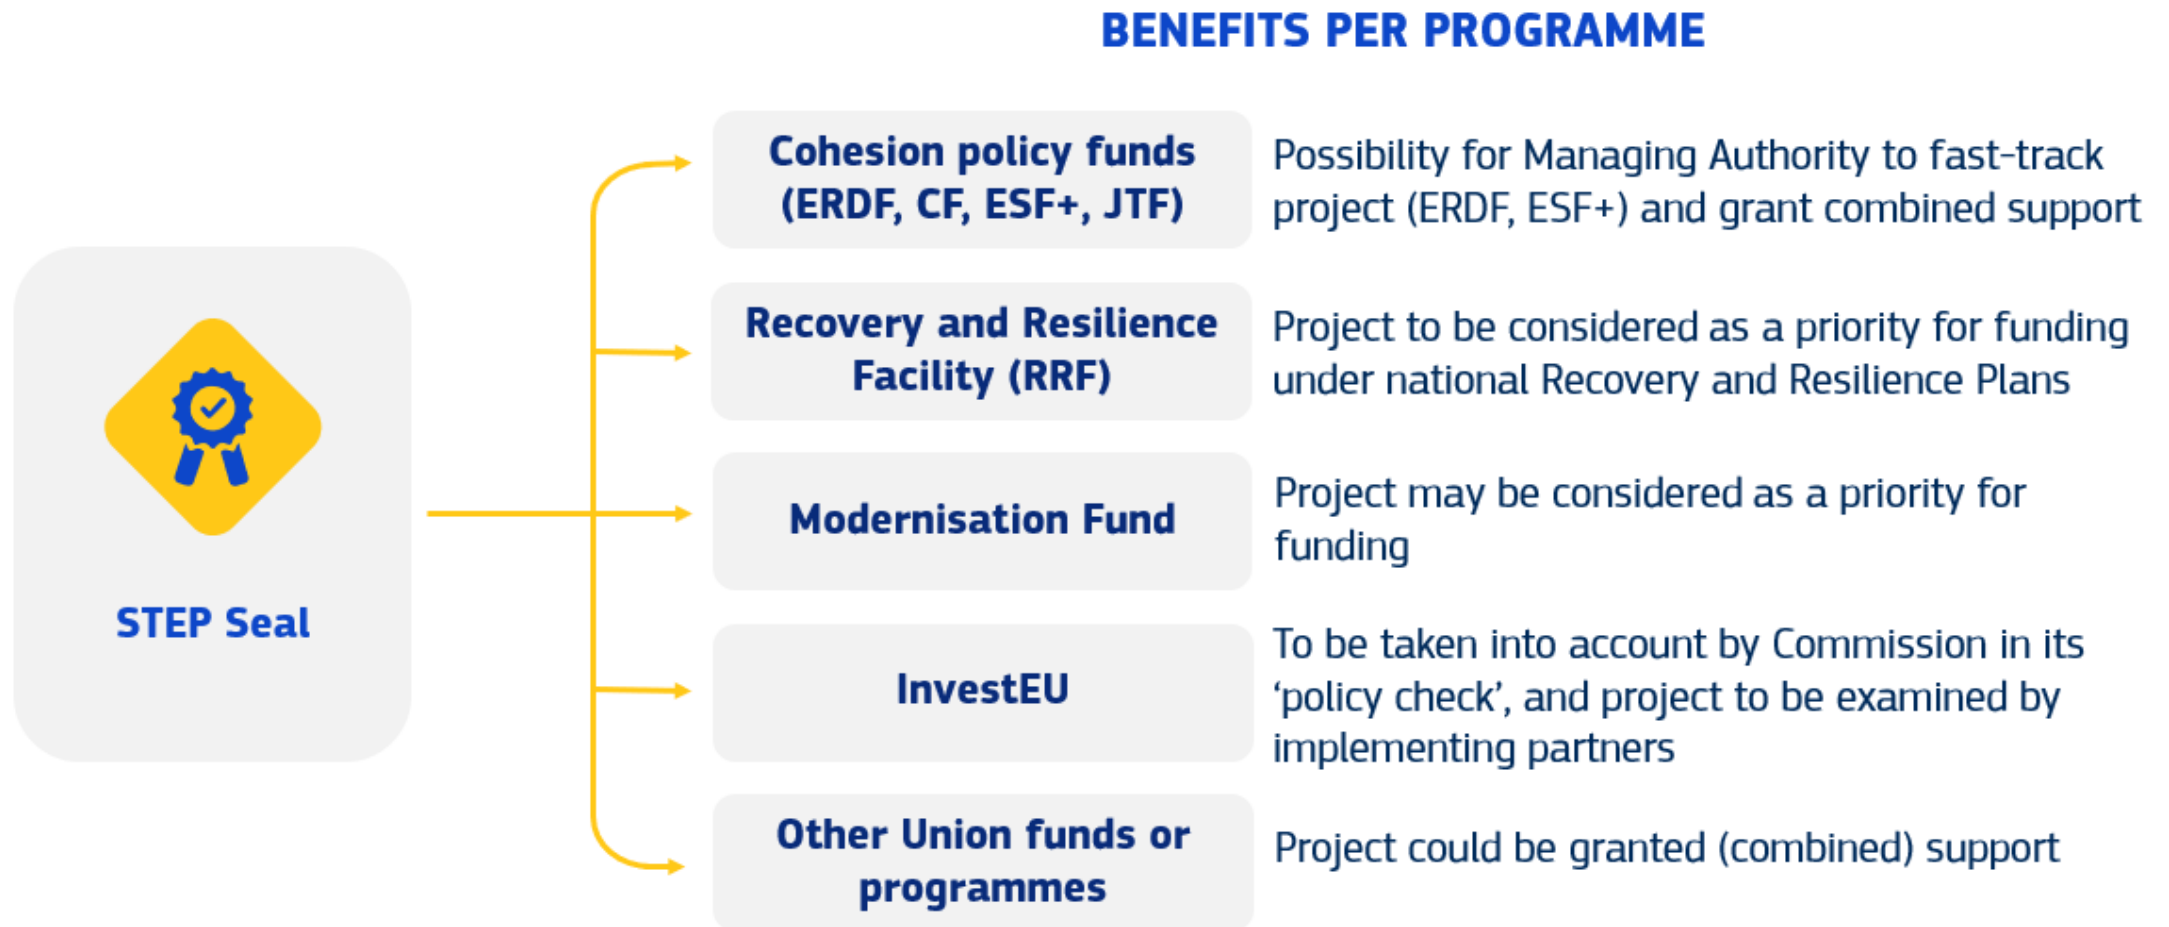 BENEFITS PER PROGRAMME
STEP Seal
Cohesion policy funds
(ERDF, CF, ESF+, JTF)
Possibility for Managing Authority to fast-track
project (ERDF, ESF+) and grant combined support
Recovery and Resilience
Facility (RRF)
Project to be considered as a priority for funding
under national Recovery and Resilience Plans
Modernisation Fund
Project may be considered as a priority for
funding
InvestEU
To be taken into account by Commission in its
‘policy check’, and project to be examined by
implementing partners
Other Union funds or
programmes
Project could be granted (combined) support